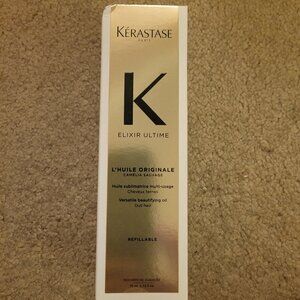 KÉRASTASE
PARIS
K
ELIXIR ULTIME
L'HUILE ORIGINALE
CAMÉLIA SAUVAGE
Huile sublimatrice multi-usage
Cheveux ternes
Versatile beautifying oil
Dull hair
REFILLABLE